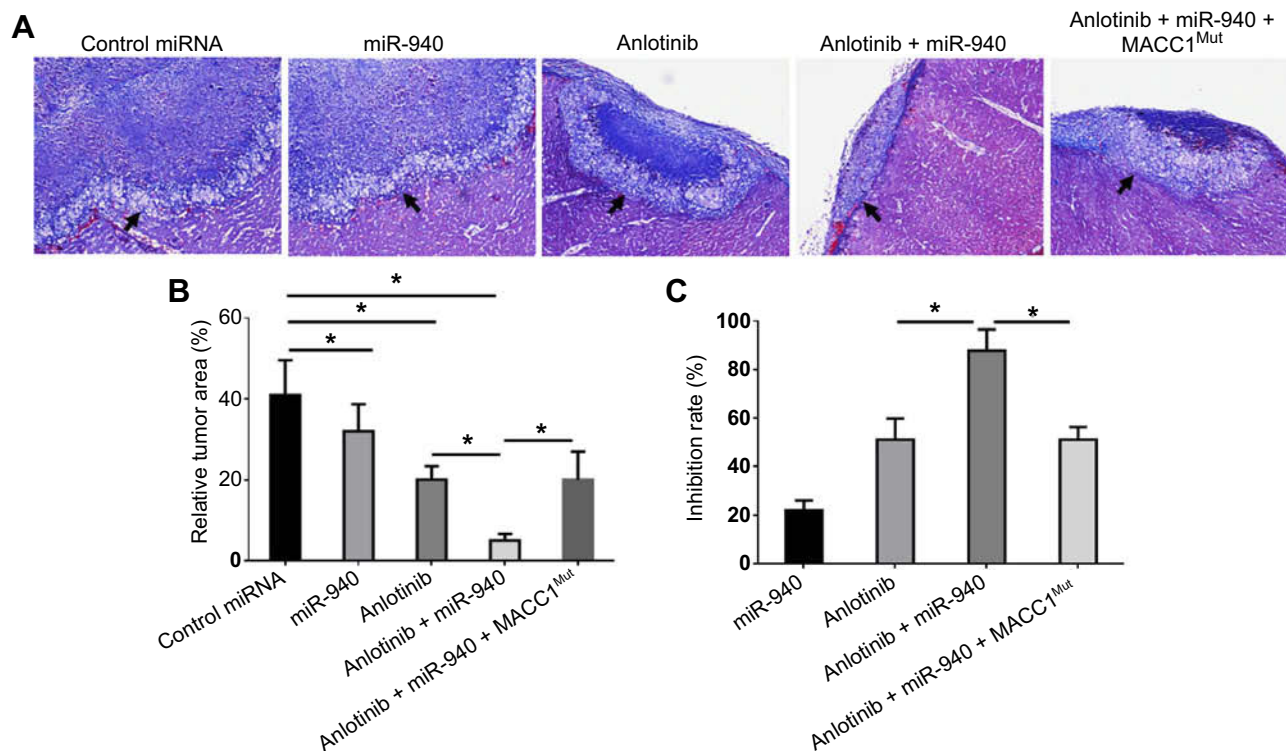 A
Control miRNA
miR-940
Anlotinib
Anlotinib + miR-940
Anlotinib + miR-940 +
MACC1Mut
B
Relative tumor area (%)
60
40
20
0
*
*
*
*
*
Control miRNA
miR-940
Anlotinib
Anlotinib + miR-940
Anlotinib + miR-940 + MACC1Mut
C
Inhibition rate (%)
100
80
60
40
20
0
*
*
miR-940
Anlotinib
Anlotinib + miR-940
Anlotinib + miR-940 + MACC1Mut